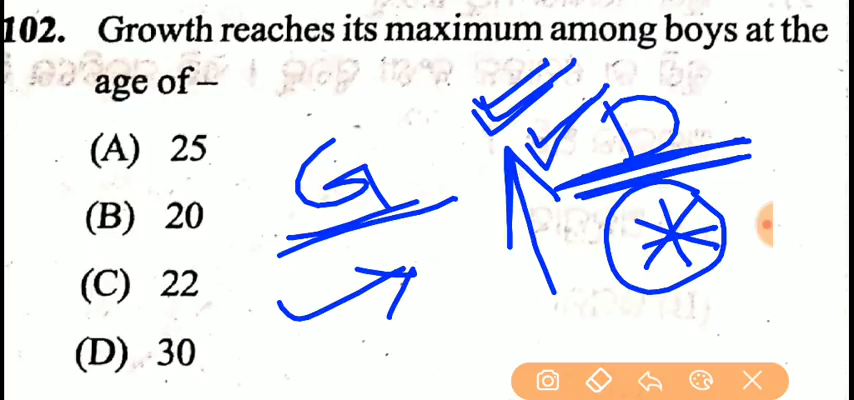 102. Growth reaches its maximum among boys at the
age of –
(A) 25
(B) 20
(C) 22
(D) 30
G
D